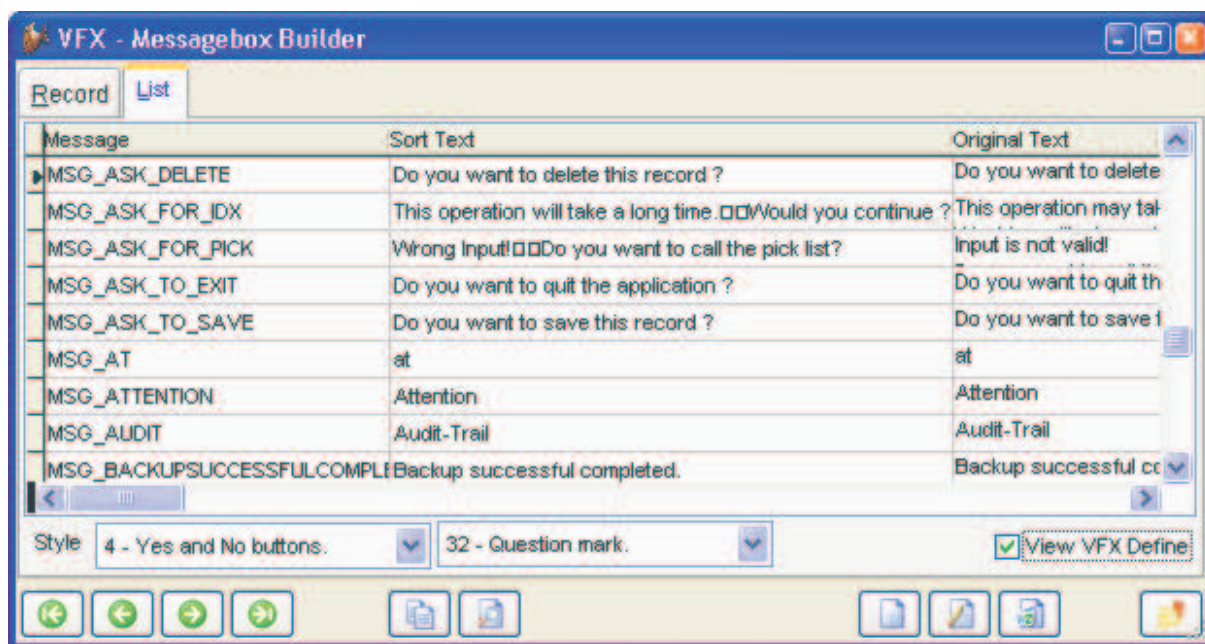 VFX - Messagebox Builder
Record List
Message Sort Text Original Text
MSG_ASK_DELETE Do you want to delete this record ? Do you want to delete
MSG_ASK_FOR_IDX This operation will take a long time.□□Would you continue ? This operation may
MSG_ASK_FOR_PICK Wrong Input!□□Do you want to call the pick list? Input is not valid!
MSG_ASK_TO_EXIT Do you want to quit the application ? Do you want to quit
MSG_ASK_TO_SAVE Do you want to save this record ? Do you want to save
MSG_AT at at
MSG_ATTENTION Attention Attention
MSG_AUDIT Audit-Trail Audit-Trail
MSG_BACKUPSUCCESSFULCOMPLE Backup successful completed. Backup successful
Style 4 - Yes and No buttons. 32 - Question mark. View VFX Define